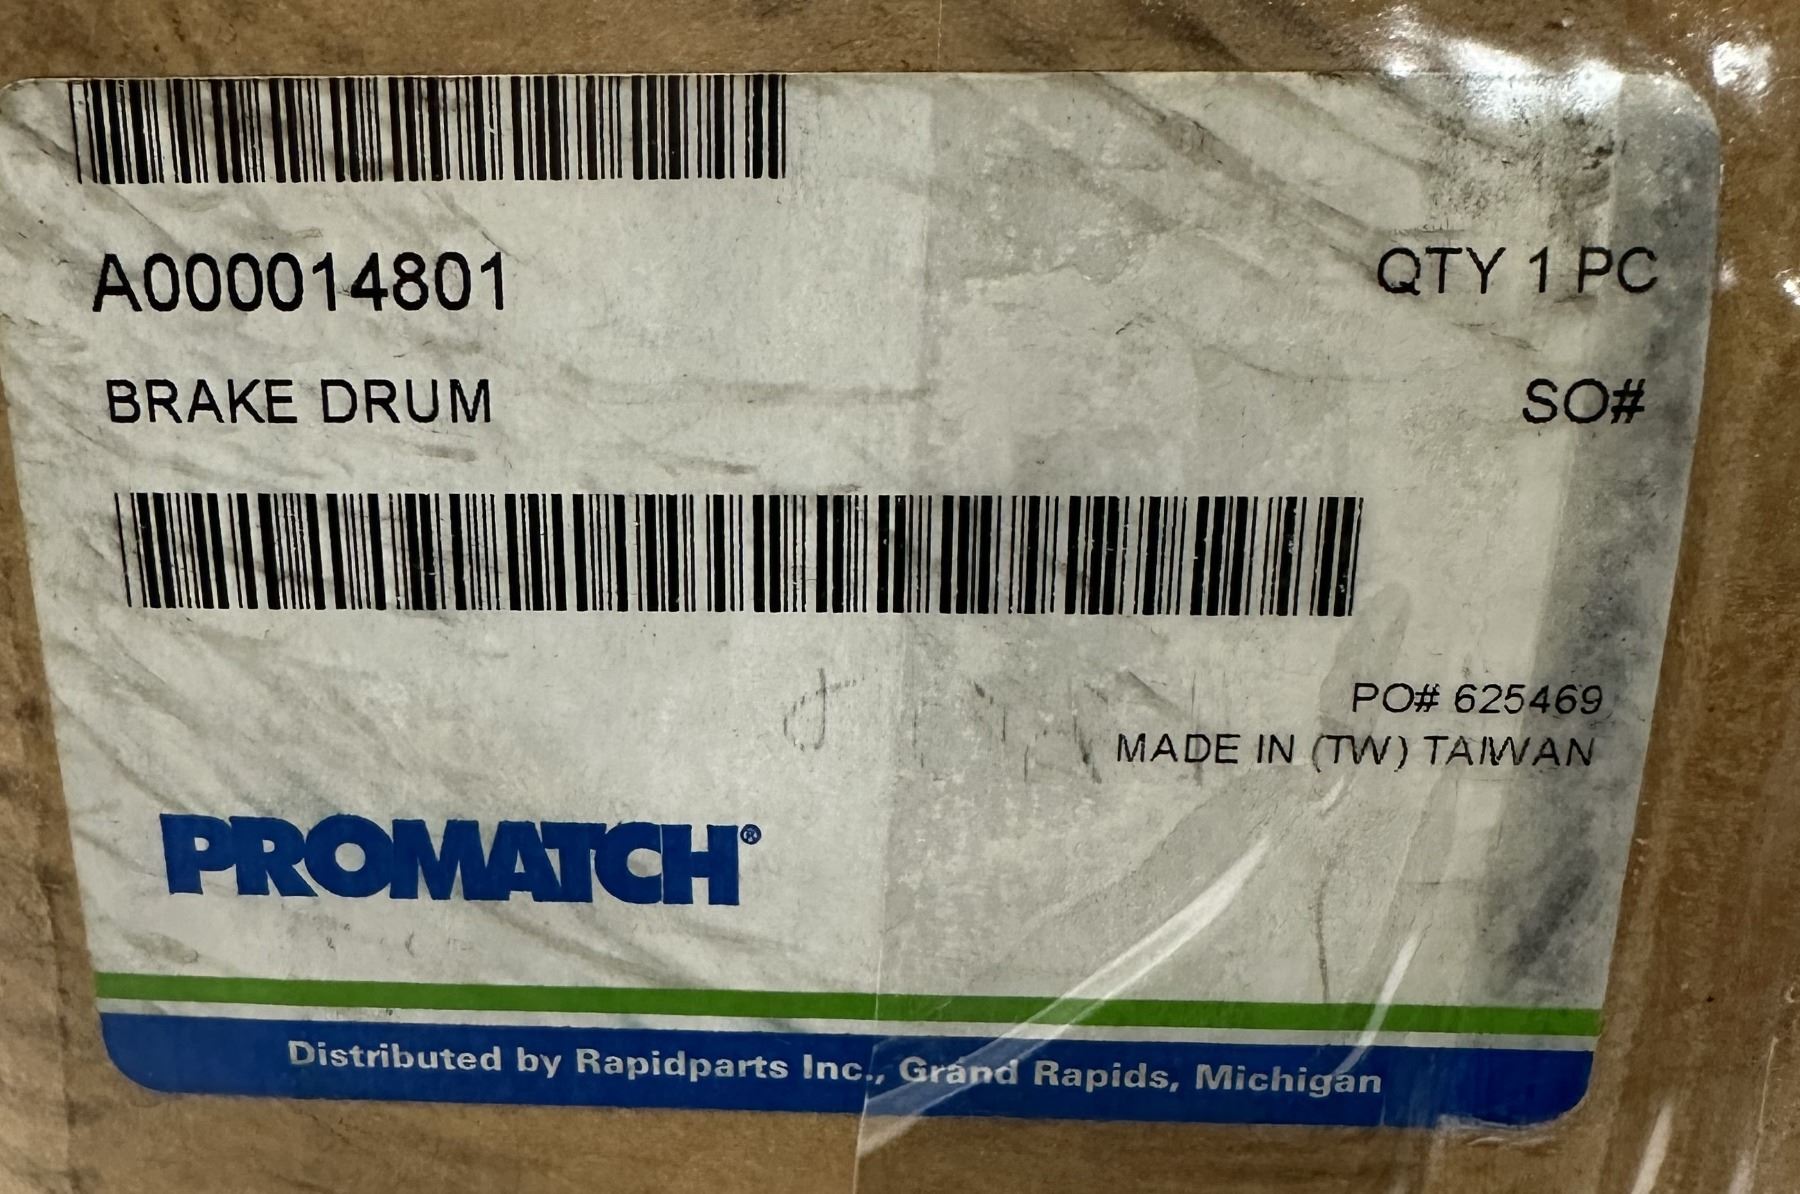 A000014801
QTY 1 PC
BRAKE DRUM
SO#
PO# 625469
MADE IN (TW) TAIWAN
PROMATCH®
Distributed by Rapidparts Inc., Grand Rapids, Michigan